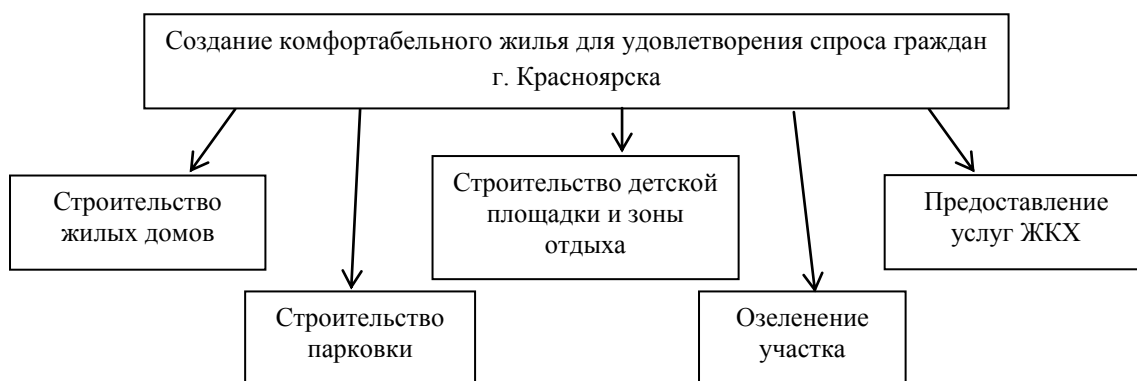 Создание комфортабельного жилья для удовлетворения спроса граждан
г. Красноярска
Строительство
жилых домов
Строительство
парковки
Строительство детской
площадки и зоны
отдыха
Озеленение
участка
Предоставление
услуг ЖКХ